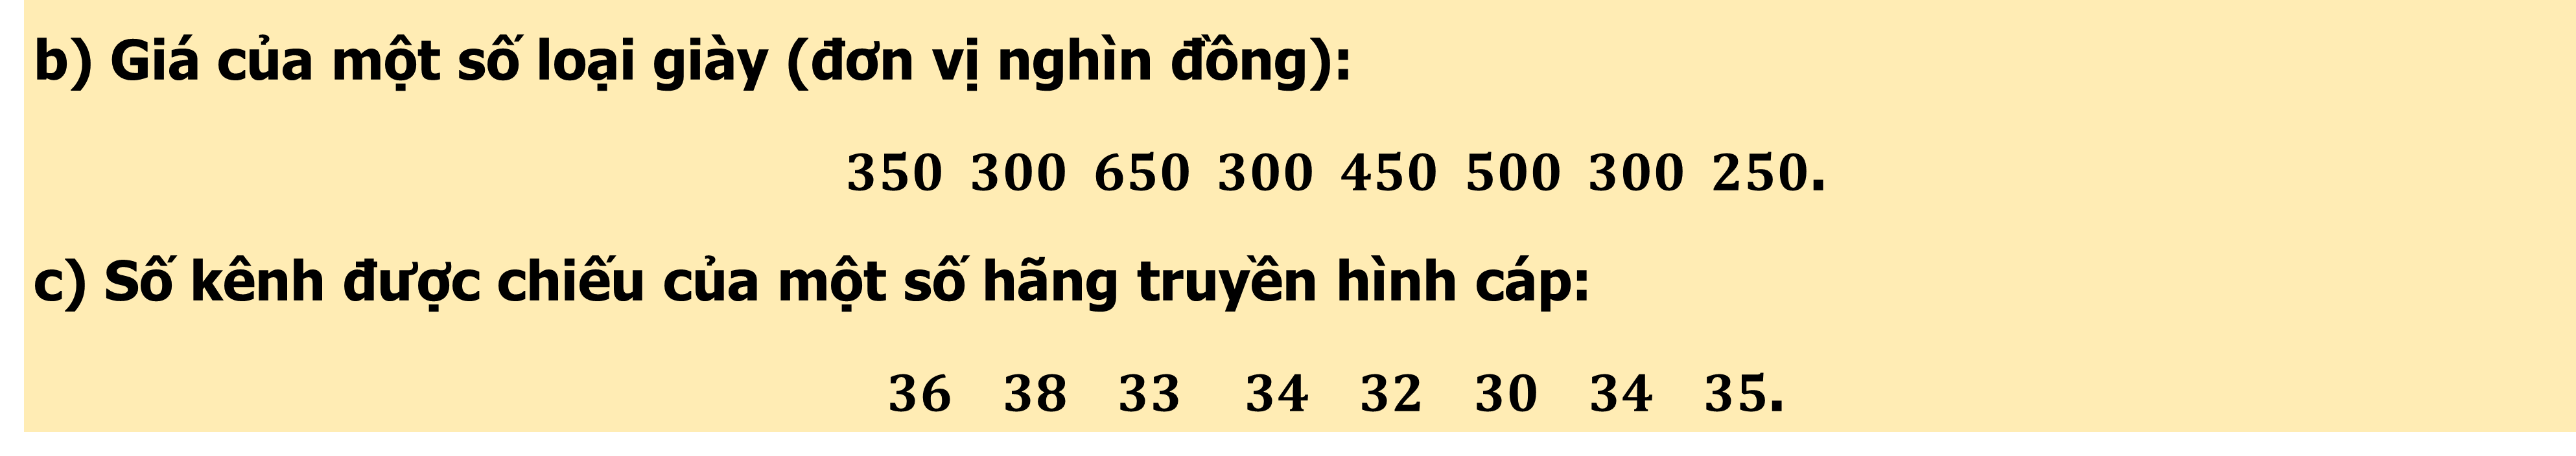 b) Giá của một số loại giày (đơn vị nghìn đồng):
350 300 650 300 450 500 300 250.
c) Số kênh được chiếu của một số hãng truyền hình cáp:
36 38 33 34 32 30 34 35.